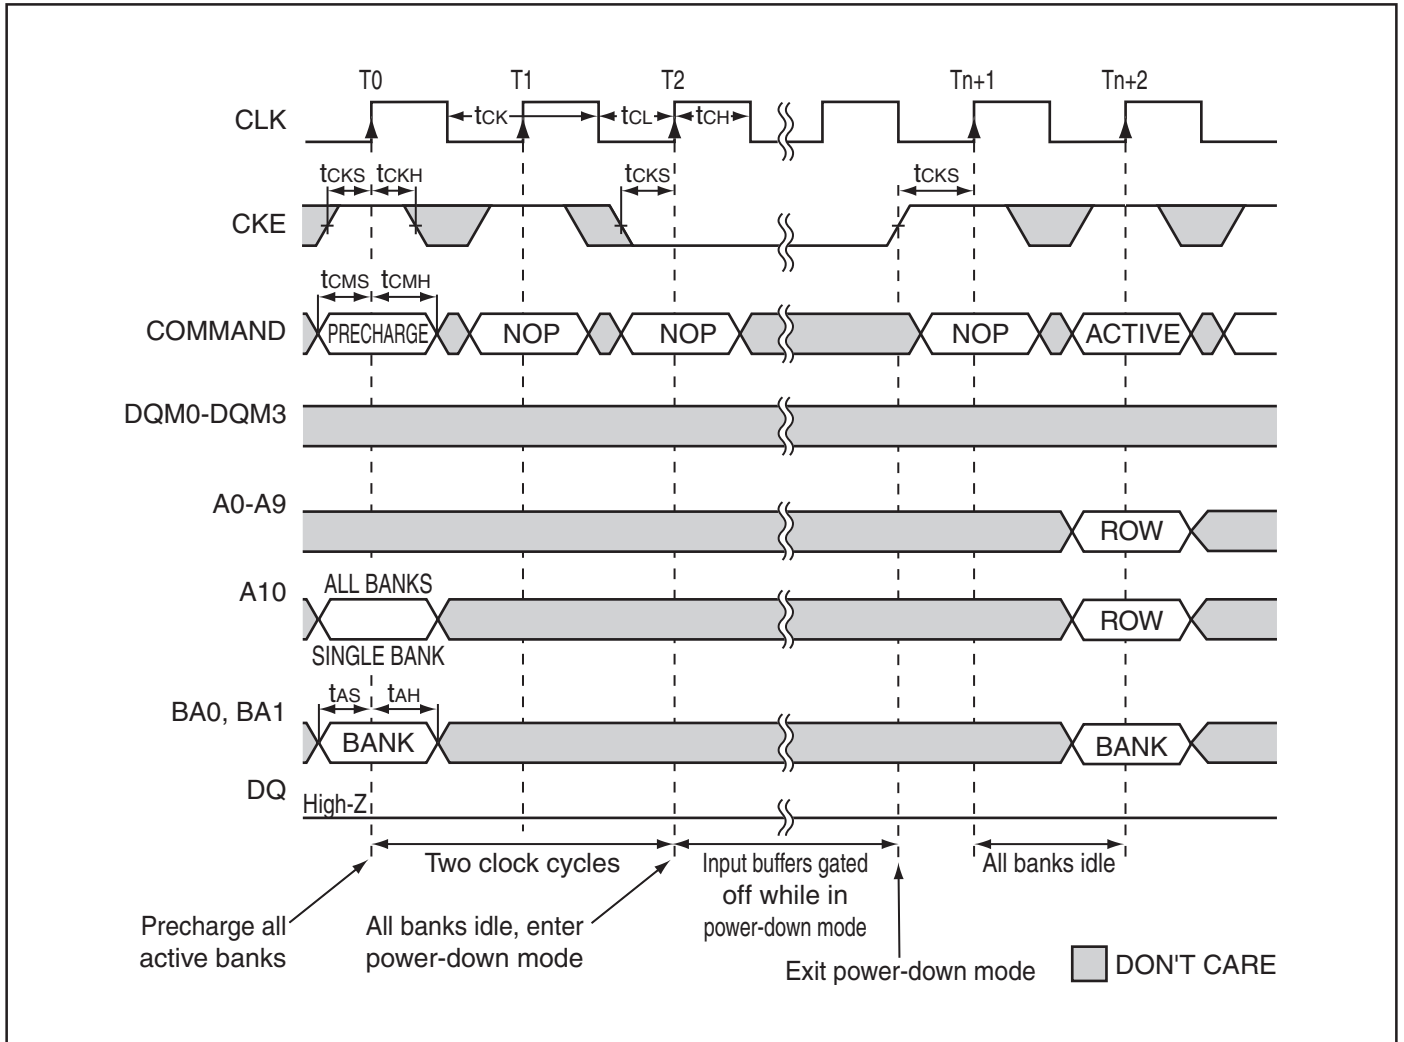 T0 T1 T2 Tn+1 Tn+2
CLK tCK tCL tCH
tCKS tCKH tCKS tCKS
CKE
tCMS tCMH
COMMAND PRECHARGE NOP NOP NOP ACTIVE
DQM0-DQM3
A0-A9 ROW
ALL BANKS
A10 ROW
SINGLE BANK
tAS tAH
BA0, BA1 BANK BANK
DQ High-Z
Two clock cycles
Input buffers gated
off while in
power-down mode
All banks idle
Precharge all
active banks
All banks idle, enter
power-down mode
Exit power-down mode
DON'T CARE